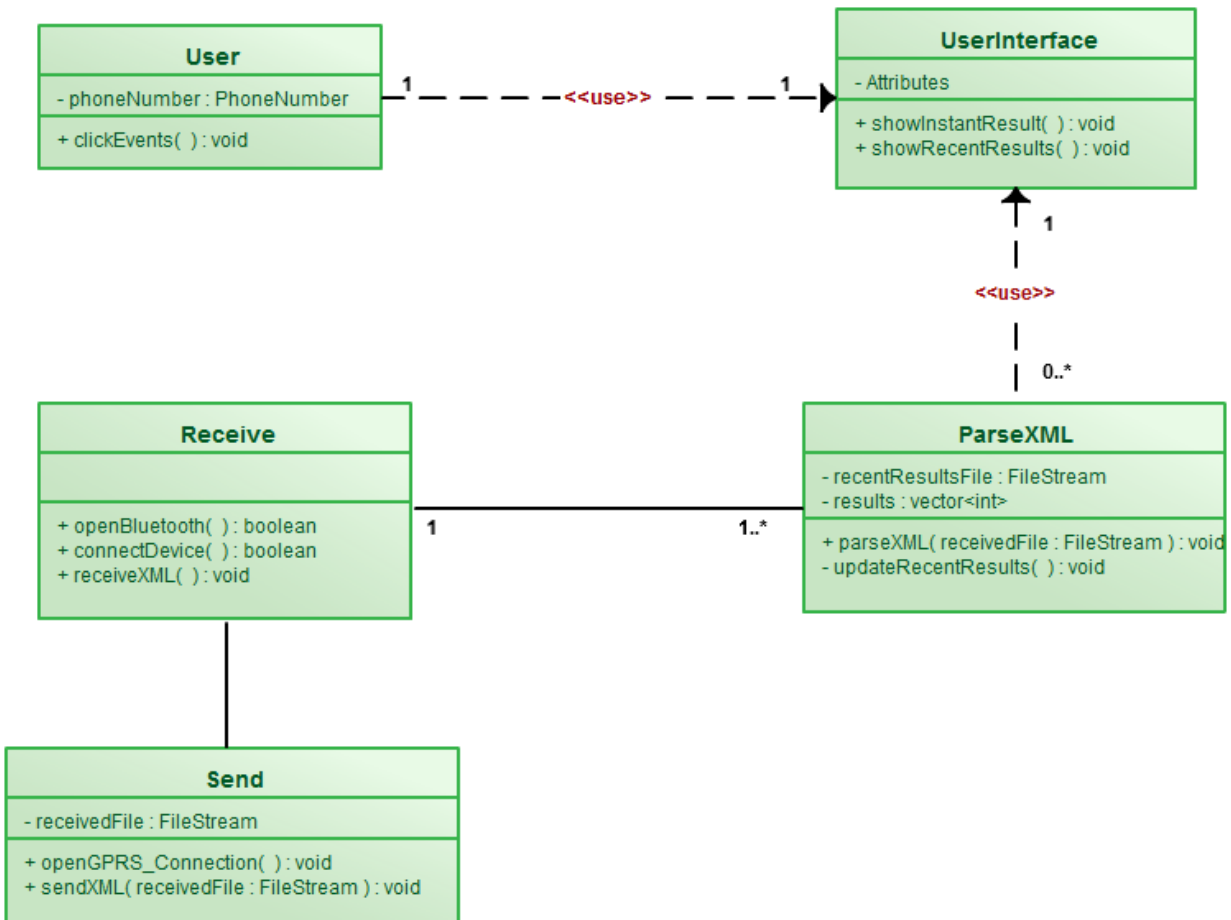 User
- phoneNumber : PhoneNumber
+ clickEvents( ) : void
1
<<use>>
1
UserInterface
- Attributes
+ showInstantResult( ) : void
+ showRecentResults( ) : void
1
<<use>>
0..*
Receive
+ openBluetooth( ) : boolean
+ connectDevice( ) : boolean
+ receiveXML( ) : void
1
1..*
ParseXML
- recentResultsFile : FileStream
- results : vector<int>
+ parseXML( receivedFile : FileStream ) : void
- updateRecentResults( ) : void
Send
- receivedFile : FileStream
+ openGPRS_Connection( ) : void
+ sendXML( receivedFile : FileStream ) : void